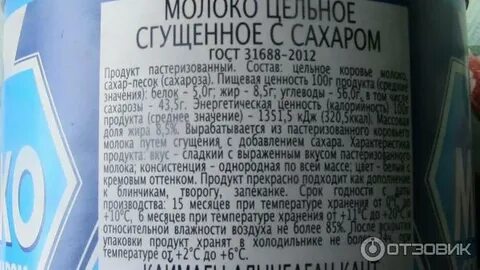 МОЛОКО ЦЕЛЬНОЕ
СГУЩЕННОЕ С САХАРОМ
ГОСТ 31688-2012
Продукт пастеризованный. Состав: цельное коровье молоко,
сахар-песок (сахароза). Пищевая ценность 100г продукта (средние
значения): белок - 5,0г; жир - 8,5г; углеводы - 56,0г, в том числе
сахарозы - 43,5г. Энергетическая ценность (калорийность) 100г
продукта (среднее значение) - 1351,5 кДж (320,5ккал). Массовая
доля жира 8,5%. Вырабатывается из пастеризованного коровьего
молока путем сгущения с добавлением сахара. Характеристика
продукта: вкус - сладкий с выраженным вкусом пастеризованного
молока; консистенция - однородная по всей массе; цвет - белый с
кремовым оттенком. Продукт прекрасно подходит как дополнение
к блинчикам, творогу, запеканке. Срок годности с даты
производства: 15 месяцев при температуре хранения от 0° до
+10°С, 6 месяцев при температуре хранения от +11°С до +20°С и
относительной влажности воздуха не более 85%. После вскрытия
упаковки продукт хранят в холодильнике не более при
температуре от +2°С до +6°С.
КО
ОТЗОВИК